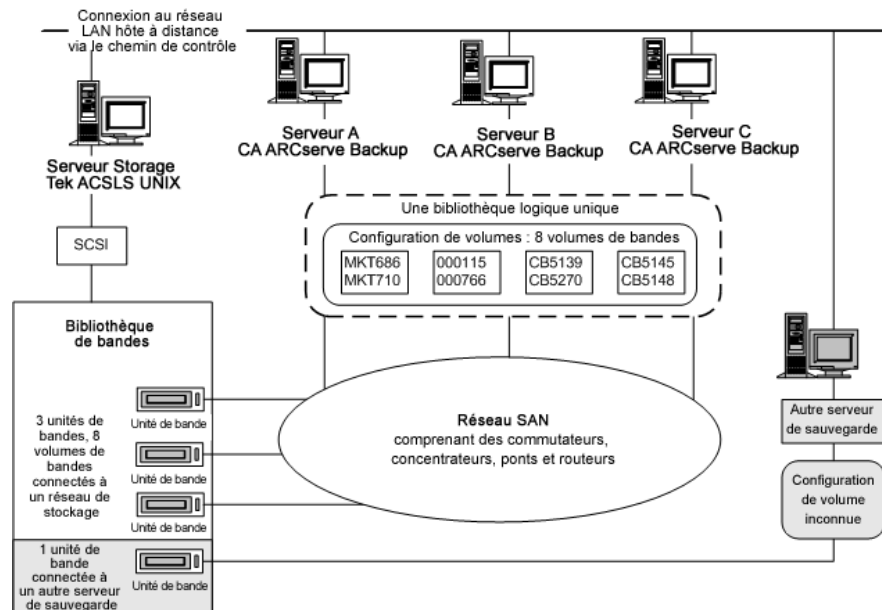 Connexion au réseau
LAN hôte à distance
via le chemin de contrôle
Serveur Storage
Tek ACSLS UNIX
Serveur A
CA ARCserve Backup
Serveur B
CA ARCserve Backup
Serveur C
CA ARCserve Backup
Une bibliothèque logique unique
Configuration de volumes : 8 volumes de bandes
MKT686
MKT710
000115
000766
CB5139
CB5270
CB5145
CB5148
SCSI
Bibliothèque
de bandes
3 unités de
bandes, 8
volumes de
bandes
connectés à
un réseau de
stockage
Unité de bande
Unité de bande
Unité de bande
1 unité de
bande
connectée à
un autre serveur
de sauvegarde
Unité de bande
Réseau SAN
comprenant des commutateurs,
concentrateurs, ponts et routeurs
Autre serveur
de sauvegarde
Configuration
de volume
inconnue